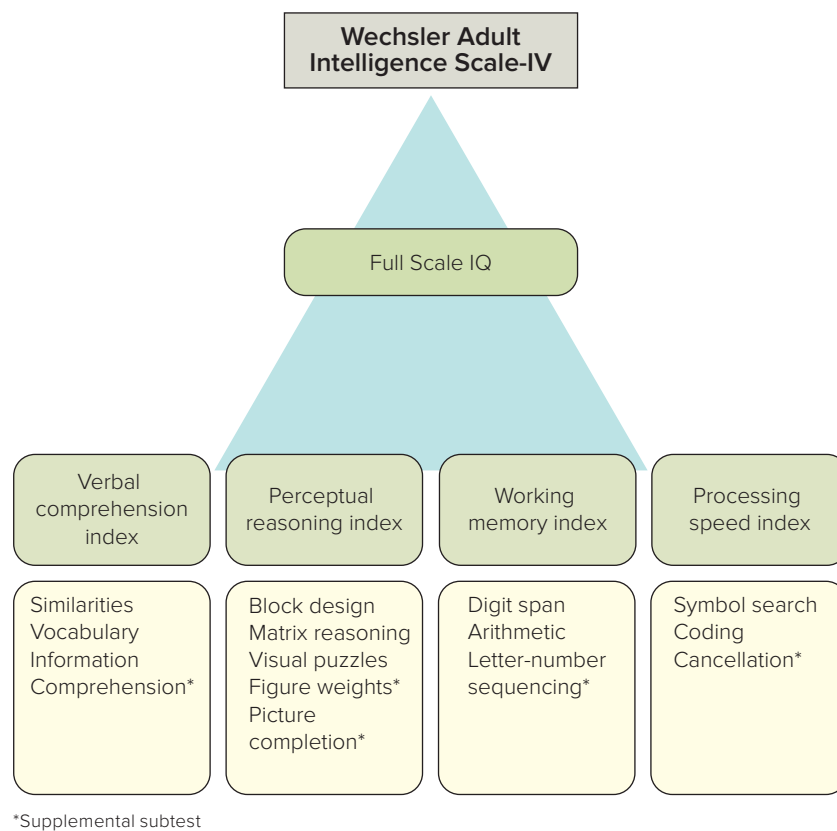 Wechsler Adult
Intelligence Scale-IV
Full Scale IQ
Verbal
comprehension
index
Perceptual
reasoning index
Working
memory index
Processing
speed index
Similarities
Vocabulary
Information
Comprehension*
Block design
Matrix reasoning
Visual puzzles
Figure weights*
Picture
completion*
Digit span
Arithmetic
Letter-number
sequencing*
Symbol search
Coding
Cancellation*
*Supplemental subtest